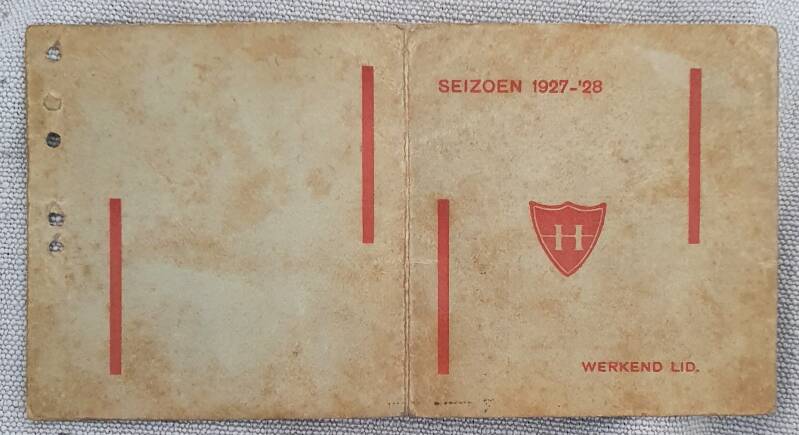 SEIZOEN 1927-'28
H
WERKEND LID.